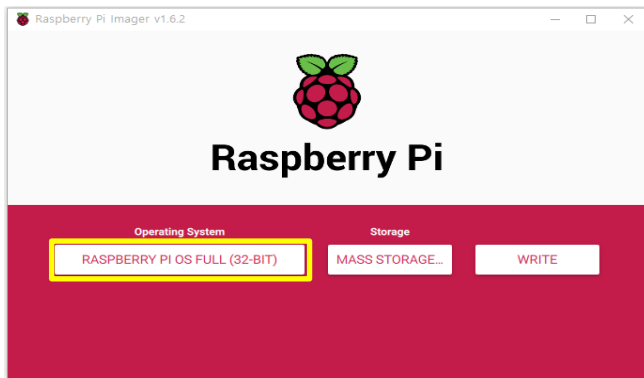 Raspberry Pi Imager v1.6.2
Raspberry Pi
Operating System
Storage
RASPBERRY PI OS FULL (32-BIT)
MASS STORAGE...
WRITE